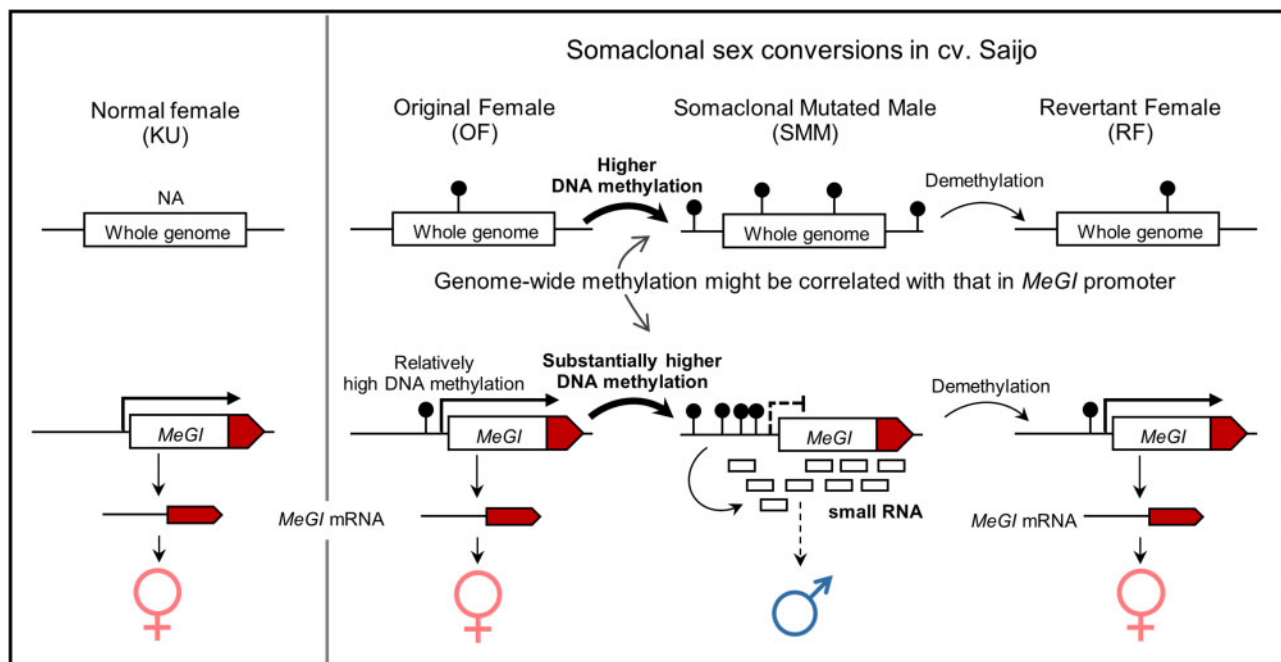 Somaclonal sex conversions in cv. Saijo
Normal female
(KU)
Original Female
(OF)
Somaclonal Mutated Male
(SMM)
Revertant Female
(RF)
NA
Whole genome
Whole genome
Higher
DNA methylation
Whole genome
Demethylation
Whole genome
Genome-wide methylation might be correlated with that in MeGI promoter
MeGI
Relatively
high DNA methylation
MeGI
Substantially higher
DNA methylation
MeGI
Demethylation
MeGI
small RNA
MeGI mRNA
MeGI mRNA